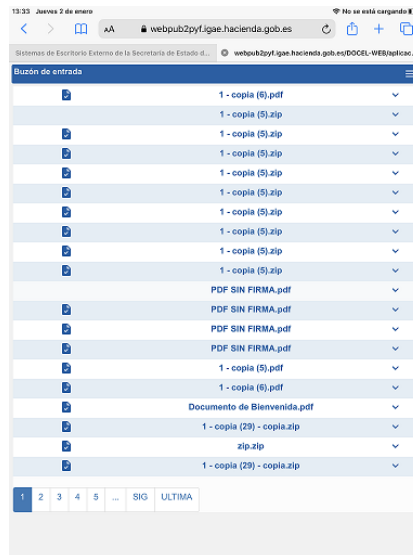 13:33 Jueves 2 de enero
No se está cargando
AA webpub2pyf.igae.hacienda.gob.es
Sistemas de Escritorio Externo de la Secretaría de Estado d... webpub2pyf.igae.hacienda.gob.es/DOCEL-WEB/aplicac.
Buzón de entrada
1 - copia (6).pdf
1 - copia (5).zip
1 - copia (5).zip
1 - copia (5).zip
1 - copia (5).zip
1 - copia (5).zip
1 - copia (5).zip
1 - copia (5).zip
1 - copia (5).zip
1 - copia (5).zip
PDF SIN FIRMA.pdf
PDF SIN FIRMA.pdf
PDF SIN FIRMA.pdf
PDF SIN FIRMA.pdf
1 - copia (5).pdf
1 - copia (6).pdf
Documento de Bienvenida.pdf
1 - copia (29) - copia.zip
zip.zip
1 - copia (29) - copia.zip
1 2 3 4 5 ... SIG ULTIMA